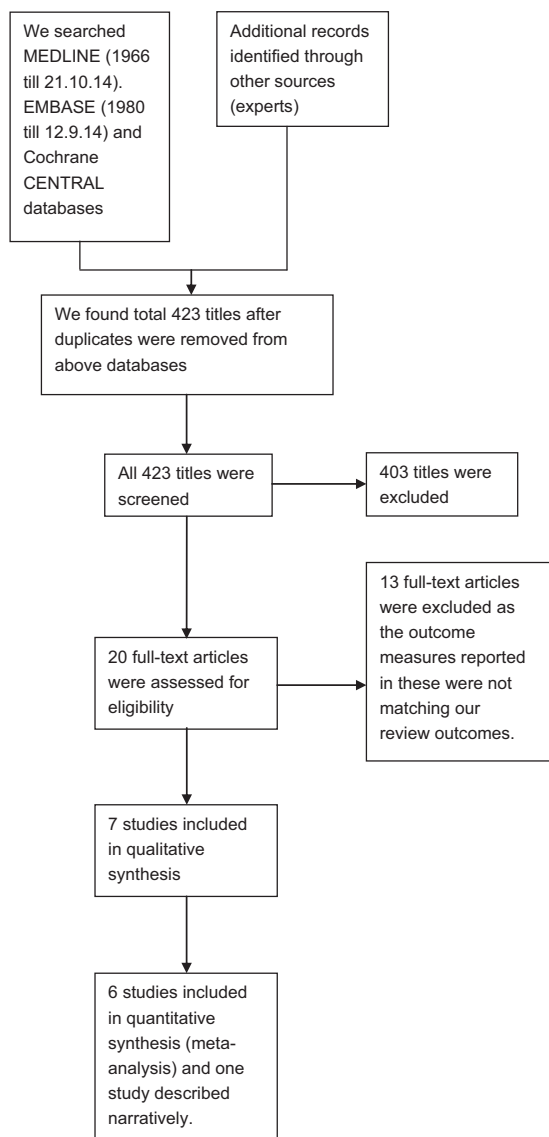 We searched
MEDLINE (1966
till 21.10.14).
EMBASE (1980
till 12.9.14) and
Cochrane
CENTRAL
databases
Additional records
identified through
other sources
(experts)
We found total 423 titles after
duplicates were removed from
above databases
All 423 titles were
screened
403 titles were
excluded
20 full-text articles
were assessed for
eligibility
13 full-text articles
were excluded as
the outcome
measures reported
in these were not
matching our
review outcomes.
7 studies included
in qualitative
synthesis
6 studies included
in quantitative
synthesis (meta-
analysis) and one
study described
narratively.